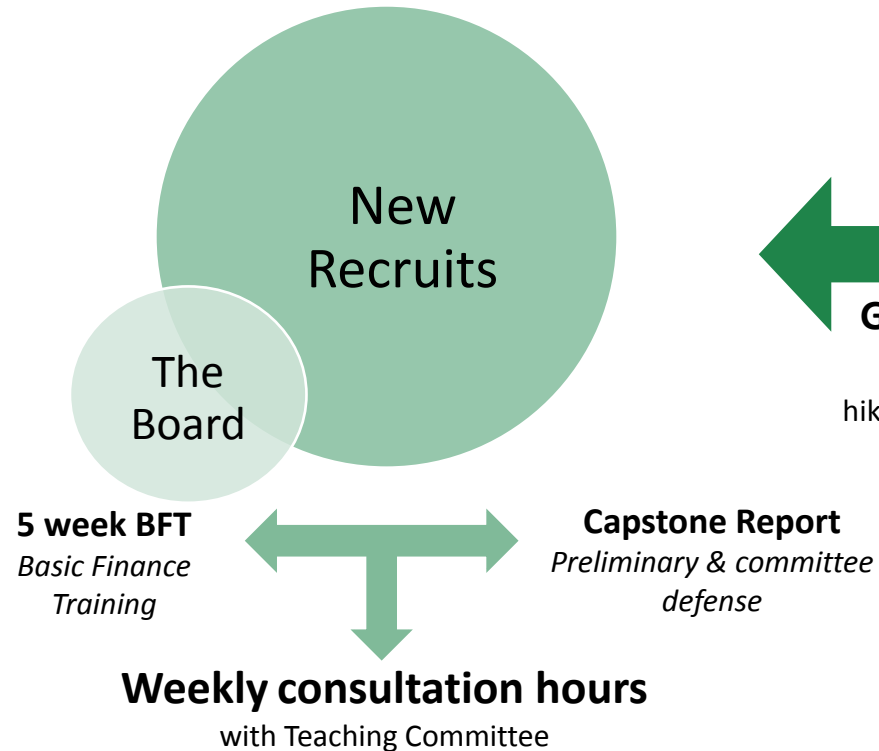 New
Recruits
The
Board
G
hik
5 week BFT
Basic Finance
Training
Capstone Report
Preliminary & committee
defense
Weekly consultation hours
with Teaching Committee